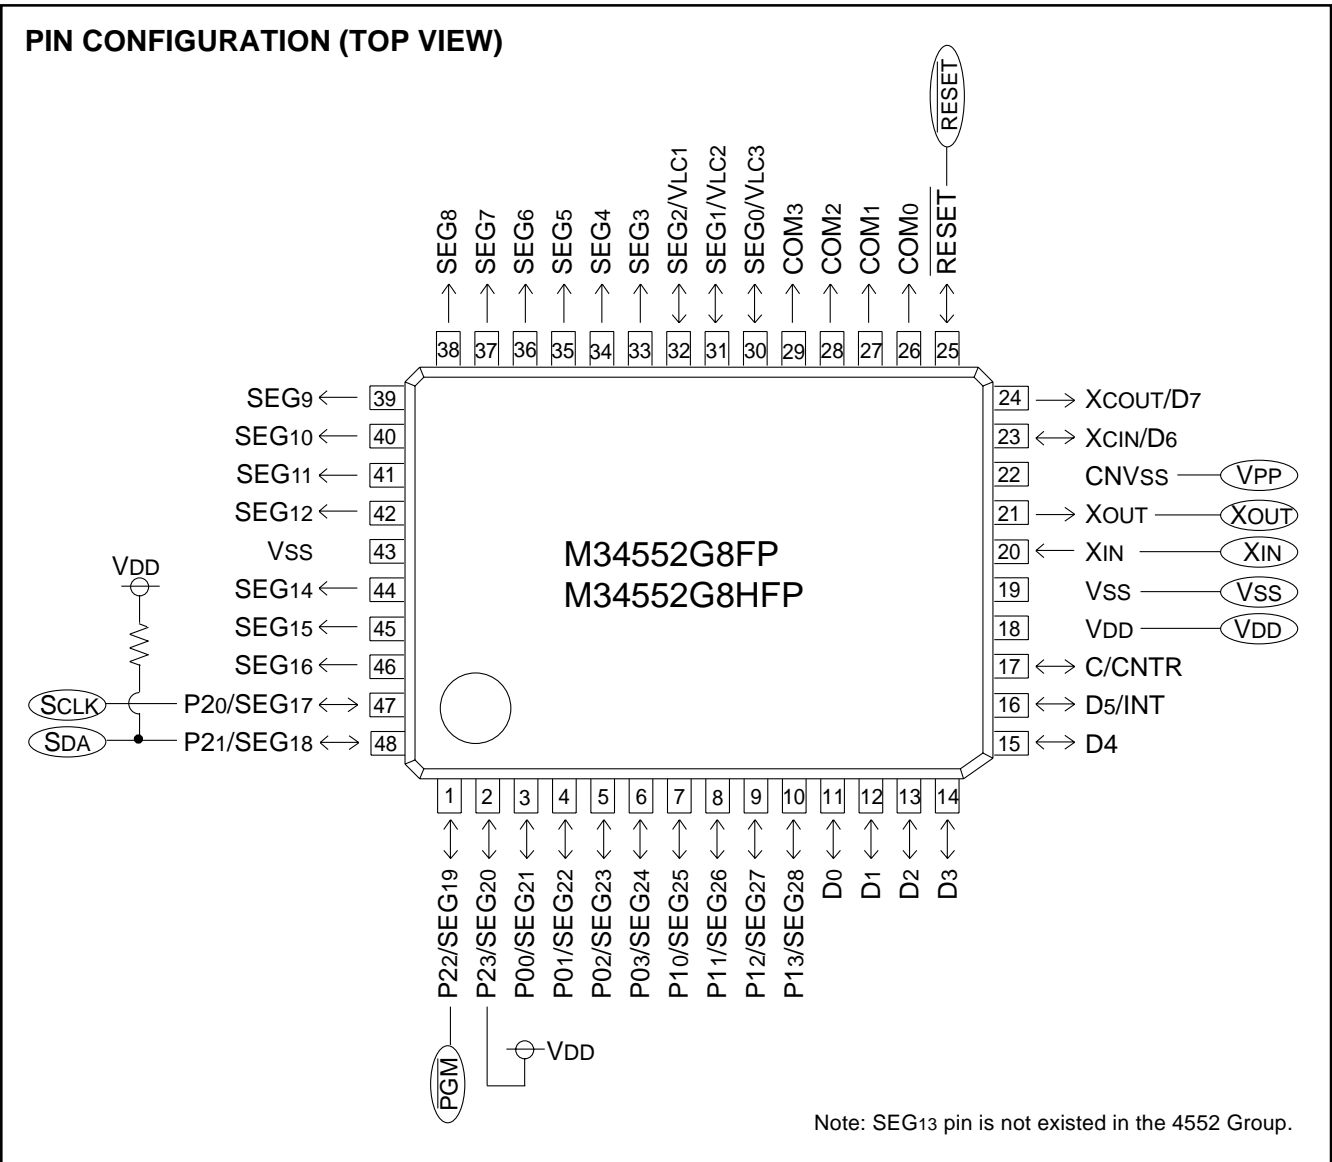 PIN CONFIGURATION (TOP VIEW)
RESET
SEG8
SEG7
SEG6
SEG5
SEG4
SEG3
SEG2/VLC1
SEG1/VLC2
SEG0/VLC3
COM3
COM2
COM1
COM0
RESET
38 37 36 35 34 33 32 31 30 29 28 27 26 25
SEG9 39
SEG10 40
SEG11 41
SEG12 42
VSS 43
SEG14 44
SEG15 45
SEG16 46
SCLK P20/SEG17 47
SDA P21/SEG18 48
VDD
M34552G8FP
M34552G8HFP
24 XCOUT/D7
23 XCIN/D6
22 CNVSS VPP
21 XOUT XOUT
20 XIN XIN
19 VSS VSS
18 VDD VDD
17 C/CNTR
16 D5/INT
15 D4
1 2 3 4 5 6 7 8 9 10 11 12 13 14
P22/SEG19
P23/SEG20
P00/SEG21
P01/SEG22
P02/SEG23
P03/SEG24
P10/SEG25
P11/SEG26
P12/SEG27
P13/SEG28
D0
D1
D2
D3
PGM
VDD
Note: SEG13 pin is not existed in the 4552 Group.